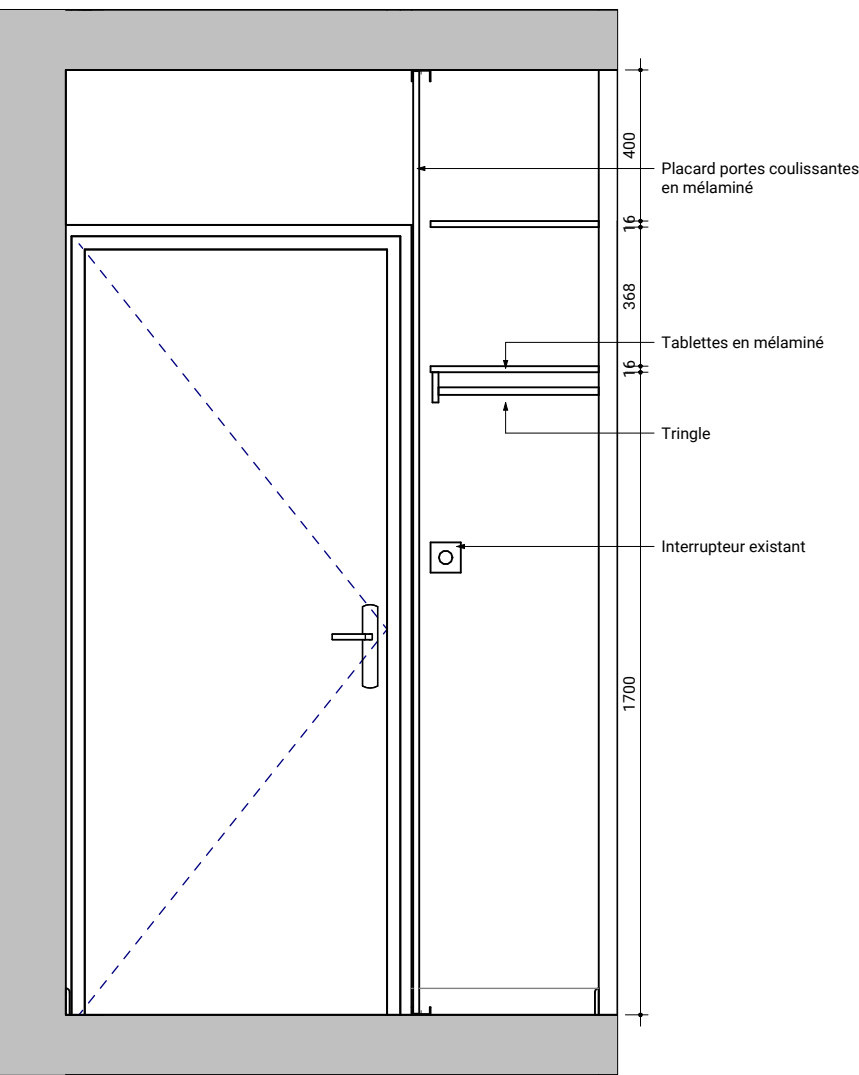 400
Placard portes coulissantes
en mélaminé
16
368
Tablettes en mélaminé
16
Tringle
Interrupteur existant
1700